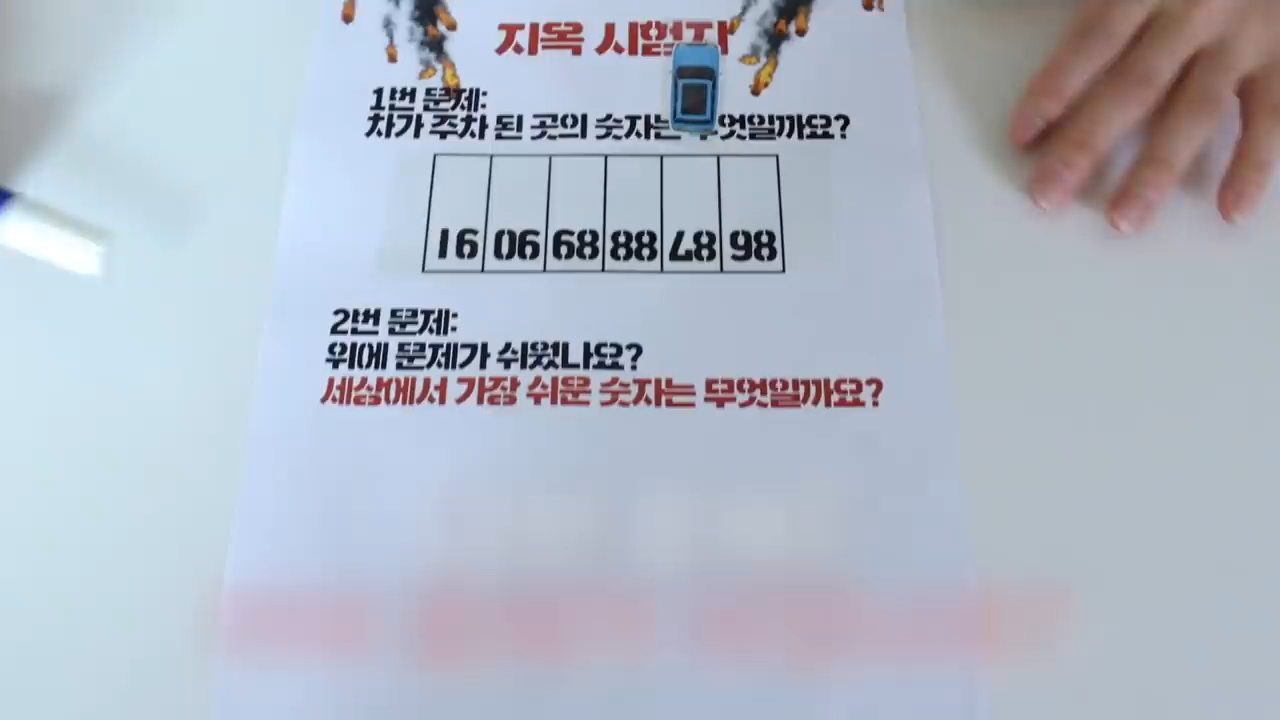 지옥 시험지
1번 문제:
차가 주차 된 곳의 숫자는 무엇일까요?
16 06 68 88 L8 98
2번 문제:
위에 문제가 쉬웠나요?
세상에서 가장 쉬운 숫자는 무엇일까요?